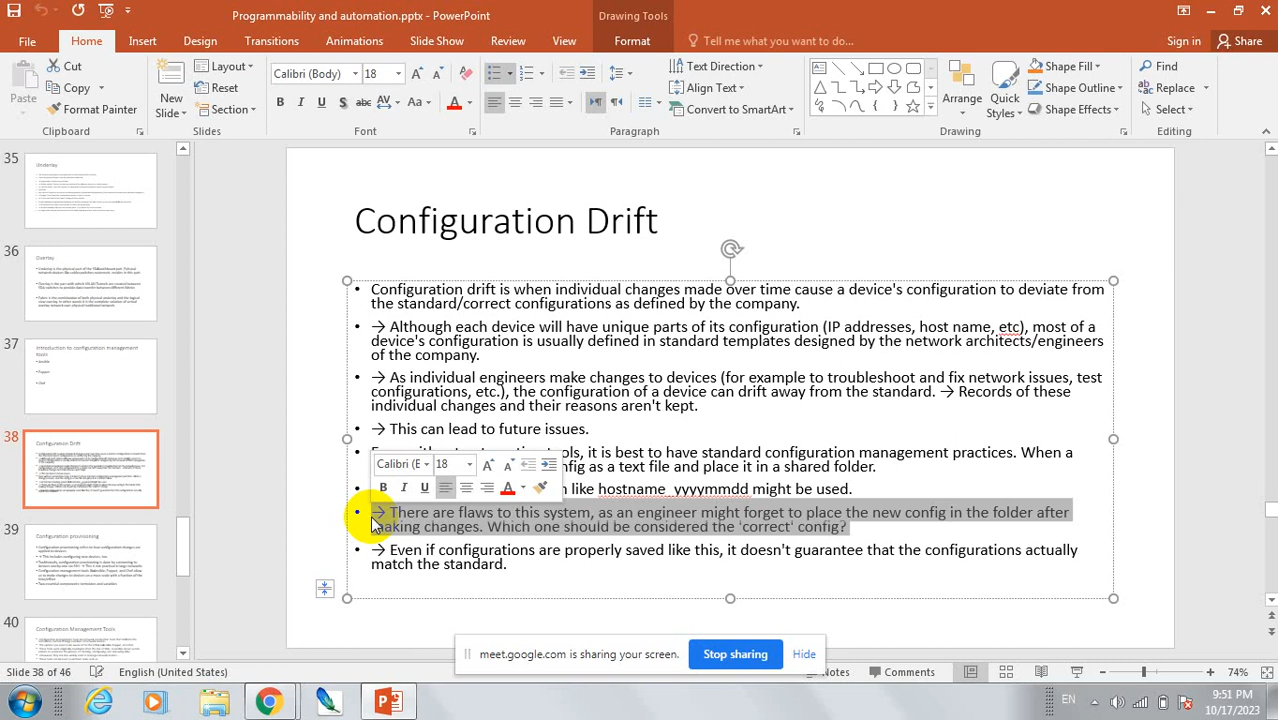 Programmability and automation.pptx - PowerPoint
Drawing Tools
File
Home
Insert
Design
Transitions
Animations
Slide Show
Review
View
Format
Tell me what you want to do...
Sign in
Share
Paste
Cut
Copy
Format Painter
Clipboard
New
Slide
Layout
Reset
Section
Slides
Calibri (Body)
18
Font
Text Direction
Align Text
Convert to SmartArt
Paragraph
Arrange
Quick
Styles
Shape Fill
Shape Outline
Shape Effects
Drawing
Find
Replace
Select
Editing
35
Underlay
36
Overlay
37
Introduction to configuration management
tools
38
Configuration Drift
39
Configuration provisioning
40
Configuration Management Tools
Configuration Drift
• Configuration drift is when individual changes made over time cause a device's configuration to deviate from
the standard/correct configurations as defined by the company.
• → Although each device will have unique parts of its configuration (IP addresses, host name, etc), most of a
device's configuration is usually defined in standard templates designed by the network architects/engineers
of the company.
• → As individual engineers make changes to devices (for example to troubleshoot and fix network issues, test
configurations, etc.), the configuration of a device can drift away from the standard. → Records of these
individual changes and their reasons aren't kept.
• → This can lead to future issues.
it is best to have standard configuration management practices. When a
as a text file and place it in a shared folder.
like hostname_yyyymmdd might be used.
• → There are flaws to this system, as an engineer might forget to place the new config in the folder after
making changes. Which one should be considered the 'correct' config?
• → Even if configurations are properly saved like this, it doesn't guarantee that the configurations actually
match the standard.
Calibri (E
18
meet.google.com is sharing your screen.
Stop sharing
Hide
Slide 38 of 46
English (United States)
Notes
Comments
74%
EN
9:51 PM
10/17/2023